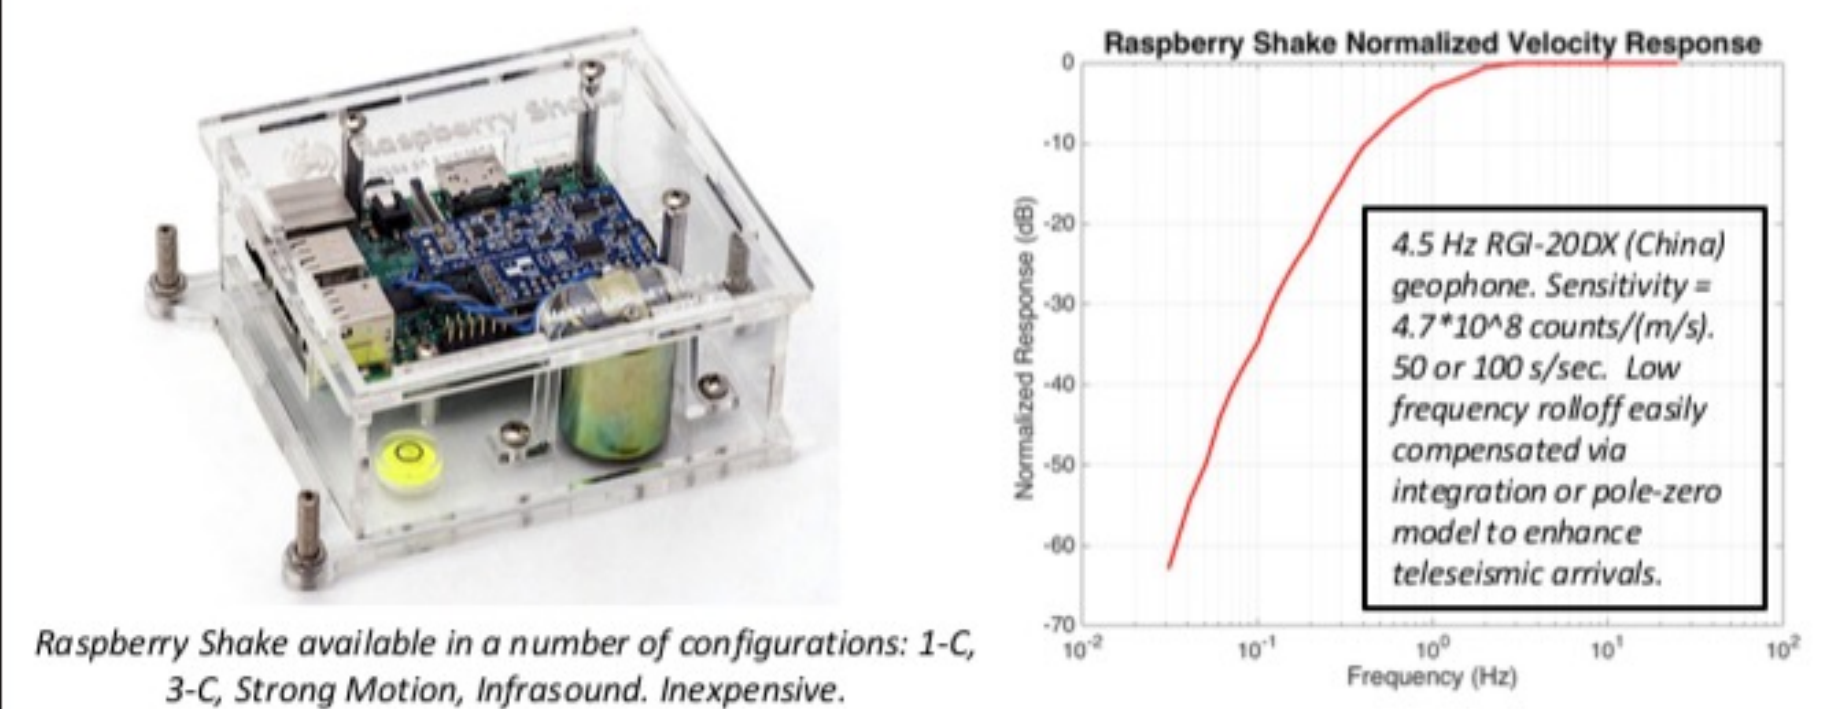 Raspberry Shake
Raspberry Shake available in a number of configurations: 1-C,
3-C, Strong Motion, Infrasound. Inexpensive.
Raspberry Shake Normalized Velocity Response
Normalized Response (dB)
0
-10
-20
-30
-40
-50
-60
-70
10^-2
10^-1
10^0
10^1
10^2
Frequency (Hz)
4.5 Hz RGI-20DX (China)
geophone. Sensitivity =
4.7*10^8 counts/(m/s).
50 or 100 s/sec. Low
frequency rolloff easily
compensated via
integration or pole-zero
model to enhance
teleseismic arrivals.